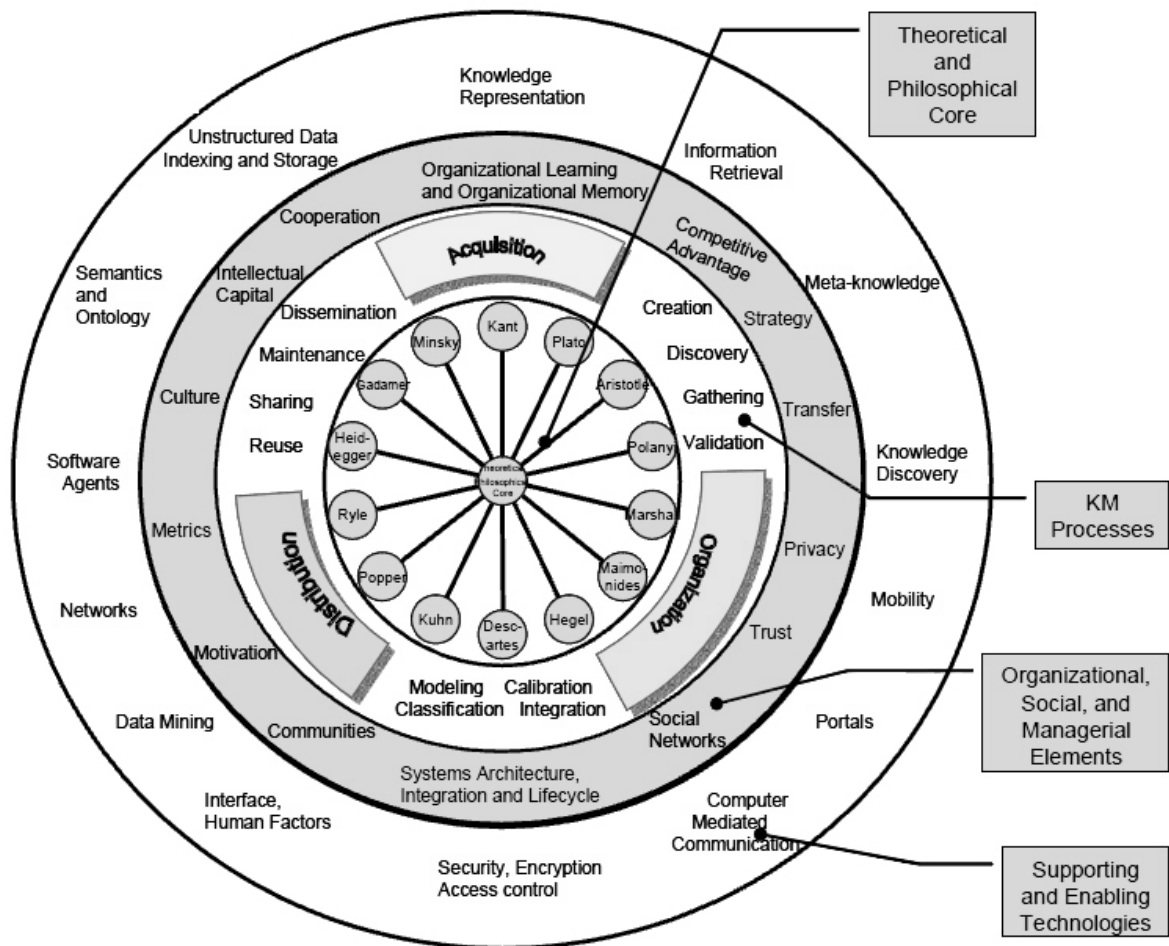 Theoretical
and
Philosophical
Core
Knowledge
Representation
Unstructured Data
Indexing and Storage
Information
Retrieval
Organizational Learning
and Organizational Memory
Cooperation
Competitive
Advantage
Acquisition
Semantics
and
Ontology
Intellectual
Capital
Meta-knowledge
Dissemination
Creation
Strategy
Minsky
Kant
Plato
Maintenance
Discovery
Gadamer
Aristotle
Culture
Sharing
Gathering
Transfer
Reuse
Heid-
egger
Polany
Validation
Software
Agents
Knowledge
Discovery
Theoretica
Philosophica
Core
KM
Processes
Metrics
Ryle
Marsha
Privacy
Distribution
Organization
Popper
Maimo-
nides
Networks
Mobility
Kuhn
Desc-
artes
Hegel
Trust
Motivation
Modeling
Classification
Calibration
Integration
Organizational,
Social, and
Managerial
Elements
Data Mining
Communities
Social
Networks
Portals
Systems Architecture,
Integration and Lifecycle
Interface,
Human Factors
Computer
Mediated
Communication
Security, Encryption
Access control
Supporting
and Enabling
Technologies